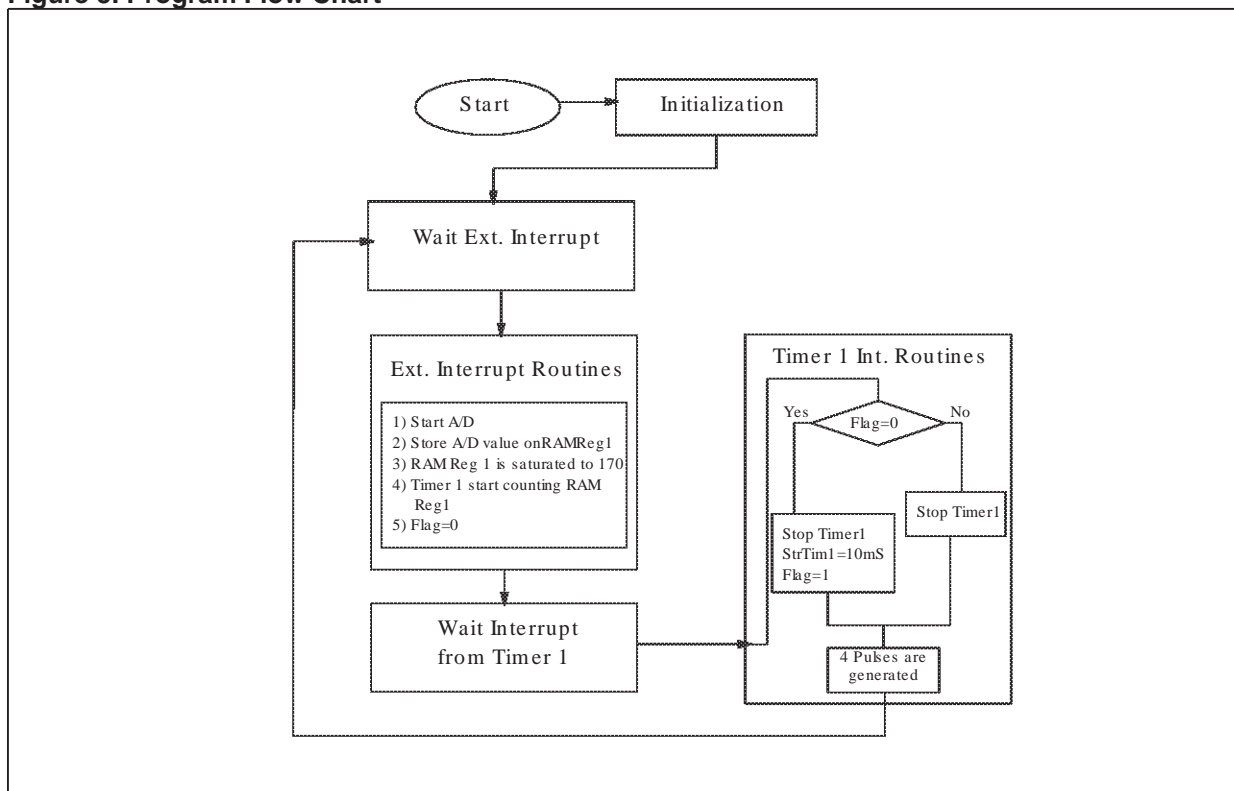 Figure 3. Program Flow Chart
Start
Initialization
Wait Ext. Interrupt
Ext. Interrupt Routines
1) Start A/D
2) Store A/D value onRAMReg1
3) RAM Reg 1 is saturated to 170
4) Timer 1 start counting RAM
Reg1
5) Flag=0
Wait Interrupt
from Timer 1
Timer 1 Int. Routines
Yes
Flag=0
No
Stop Timer1
StrTim1=10mS
Flag=1
Stop Timer1
4 Pulses are
generated